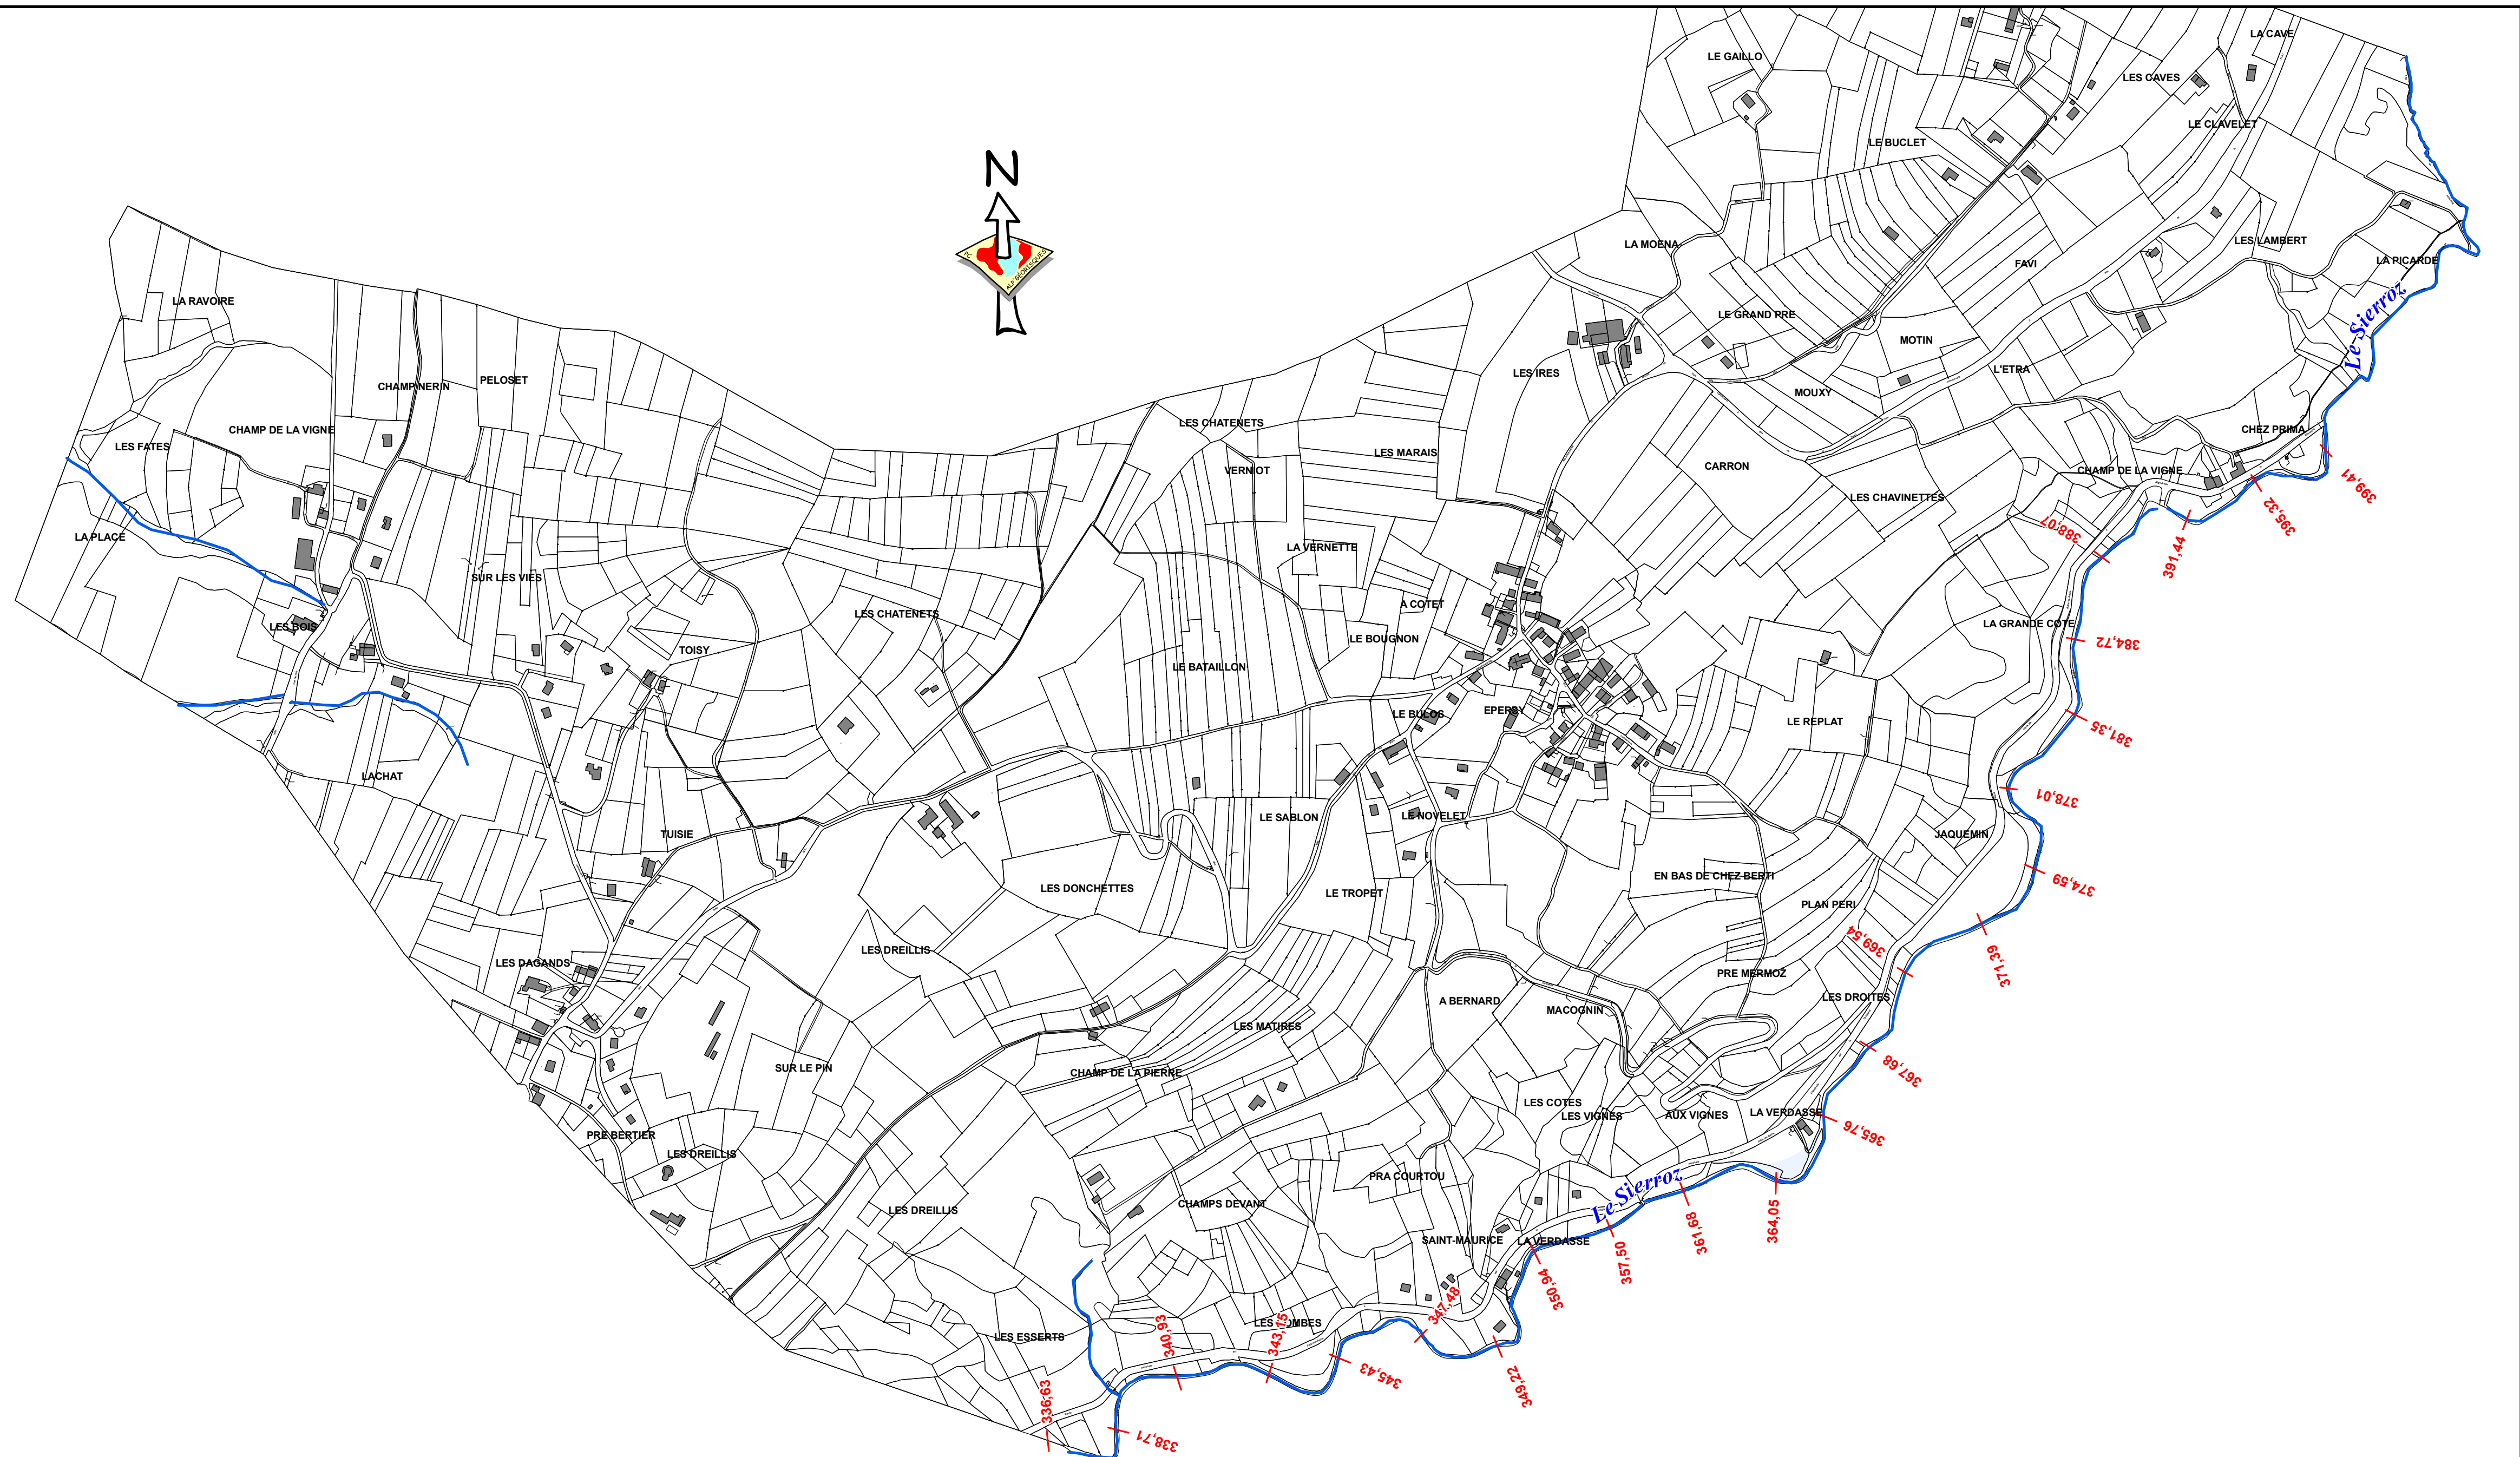 LE GAILLO
LA CAVE
LES CAVES
LE CLAVELET
LE BUCLET
N
ALP'GÉORISQUES
LA MOENA
FAVI
LES LAMBERT
LA PICARDE
LA RAVOIRE
Le Sierroz
LE GRAND PRE
MOTIN
L'ETRA
CHAMP NERIN
PELOSET
LES IRES
MOUXY
CHAMP DE LA VIGNE
LES FATES
LES CHATENETS
CHEZ PRIMA
LES MARAIS
VERNIOT
CARRON
CHAMP DE LA VIGNE
399,41
LES CHAVINETTES
395,32
388,07
391,44
LA PLACE
LA VERNETTE
SUR LES VIES
A COTET
LES CHATENETS
LES BOIS
LE BOUGNON
LA GRANDE COTE
384,72
TOISY
LE BATAILLON
LE BULOS
EPERSY
LE REPLAT
381,35
LACHAT
378,01
TUISIE
LE SABLON
LE NOVELET
JAQUEMIN
LES DONCHETTES
LE TROPET
EN BAS DE CHEZ BERTI
374,59
PLAN PERI
LES DREILLIS
369,54
371,39
LES DAGANDS
PRE MERMOZ
LES DROITES
A BERNARD
MACOGNIN
LES MATIRES
SUR LE PIN
CHAMP DE LA PIERRE
367,68
LES COTES
LES VIGNES
AUX VIGNES
LA VERDASSE
365,76
PRE BERTIER
LES DREILLIS
PRA COURTOU
Le Sierroz
CHAMPS DEVANT
LES DREILLIS
364,05
361,68
SAINT-MAURICE
LA VERDASSE
357,50
350,94
347,48
LES COMBES
LES ESSERTS
340,93
343,15
345,43
349,22
336,63
338,71